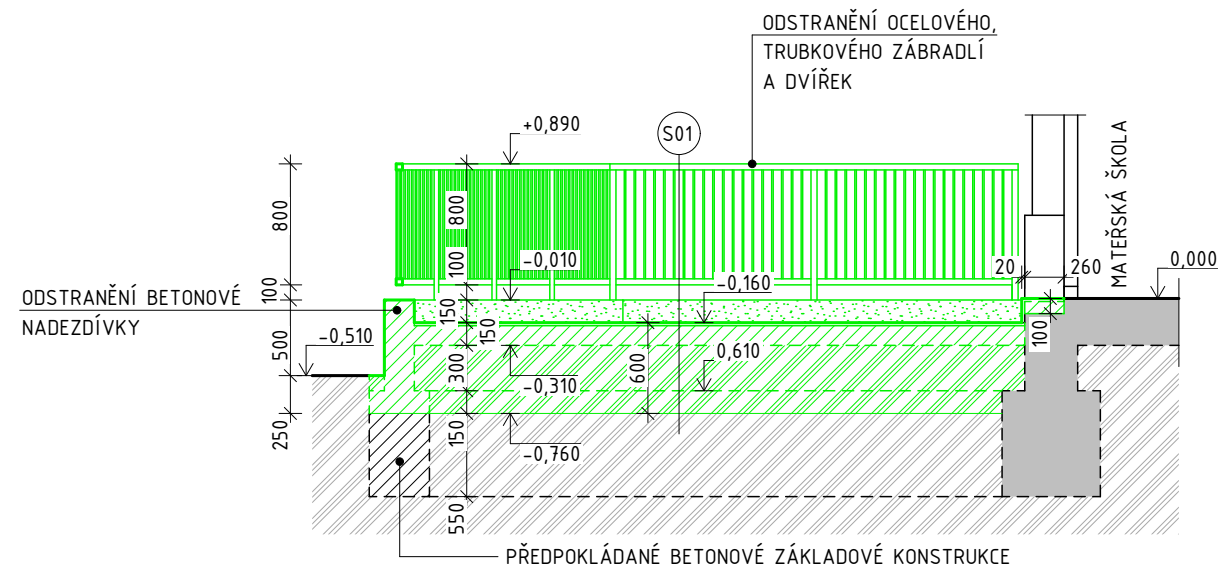 ODSTRANĚNÍ OCELOVÉHO,
TRUBKOVÉHO ZÁBRADLÍ
A DVÍŘEK
+0,890
S01
MATEŘSKÁ ŠKOLA
800
800
100
-0,010
20
260
0,000
100
-0,160
ODSTRANĚNÍ BETONOVÉ
NADEZDÍVKY
150
150
100
500
-0,510
300
-0,310
600
0,610
250
150
-0,760
550
PŘEDPOKLÁDANÉ BETONOVÉ ZÁKLADOVÉ KONSTRUKCE